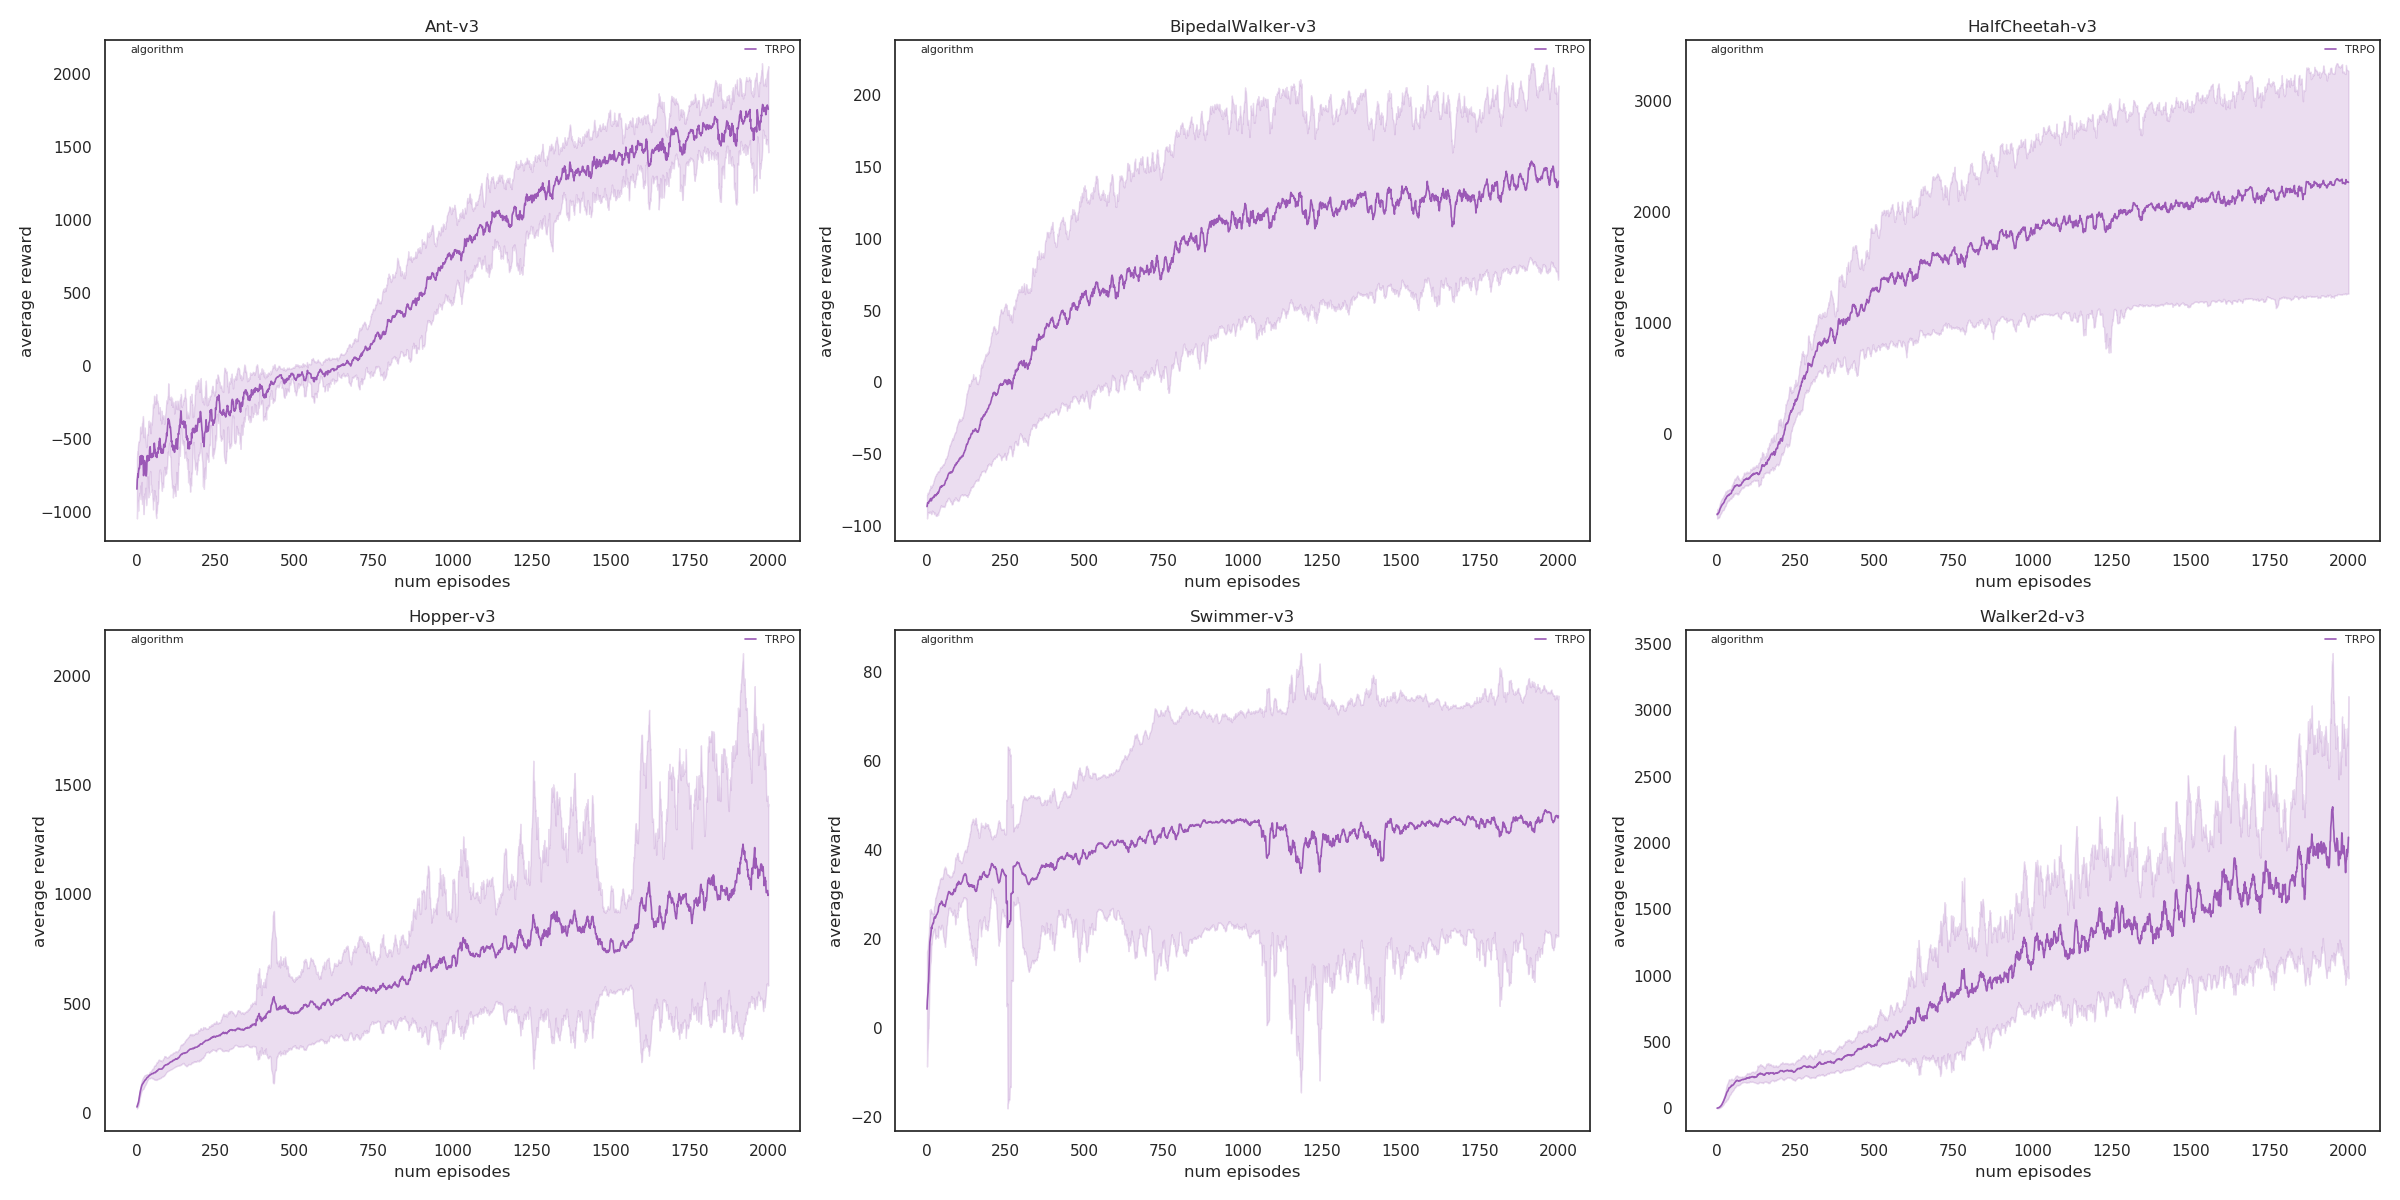 Ant-v3
algorithm TRPO
average reward
2000
1500
1000
500
0
−500
−1000
0 250 500 750 1000 1250 1500 1750 2000
num episodes
BipedalWalker-v3
algorithm TRPO
average reward
200
150
100
50
0
−50
−100
0 250 500 750 1000 1250 1500 1750 2000
num episodes
HalfCheetah-v3
algorithm TRPO
average reward
3000
2000
1000
0
0 250 500 750 1000 1250 1500 1750 2000
num episodes
Hopper-v3
algorithm TRPO
average reward
2000
1500
1000
500
0
0 250 500 750 1000 1250 1500 1750 2000
num episodes
Swimmer-v3
algorithm TRPO
average reward
80
60
40
20
0
−20
0 250 500 750 1000 1250 1500 1750 2000
num episodes
Walker2d-v3
algorithm TRPO
average reward
3500
3000
2500
2000
1500
1000
500
0
0 250 500 750 1000 1250 1500 1750 2000
num episodes